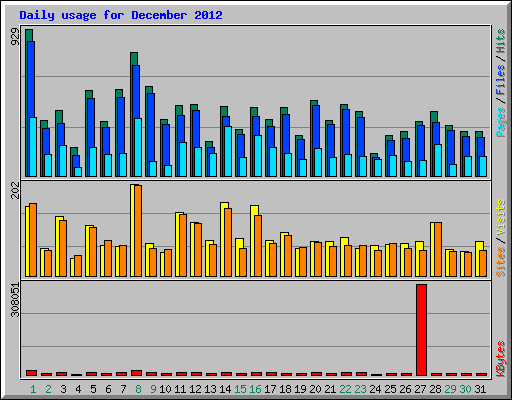 Daily usage for December 2012
929
Pages / Files / Hits
202
Sites / Visits
308051
KBytes
1 2 3 4 5 6 7 8 9 10 11 12 13 14 15 16 17 18 19 20 21 22 23 24 25 26 27 28 29 30 31